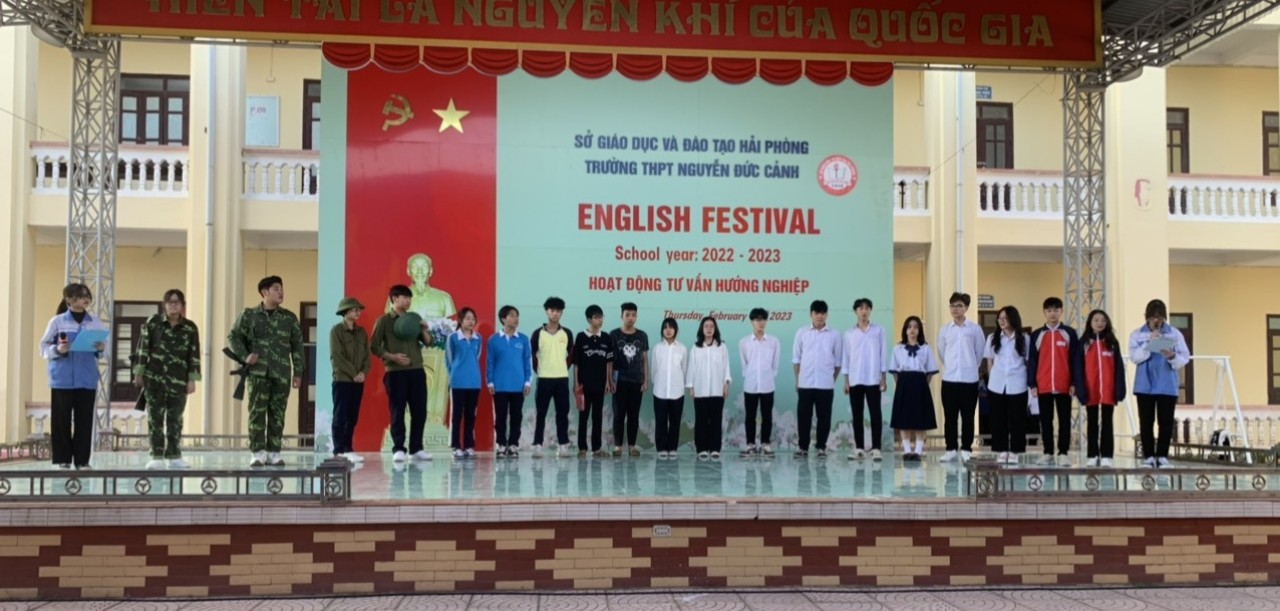 HIỀN TÀI LÀ NGUYÊN KHÍ CỦA QUỐC GIA
SỞ GIÁO DỤC VÀ ĐÀO TẠO HẢI PHÒNG
TRƯỜNG THPT NGUYỄN ĐỨC CẢNH
ENGLISH FESTIVAL
School year: 2022 - 2023
HOẠT ĐỘNG TƯ VẤN HƯỚNG NGHIỆP
Thursday, February 2023